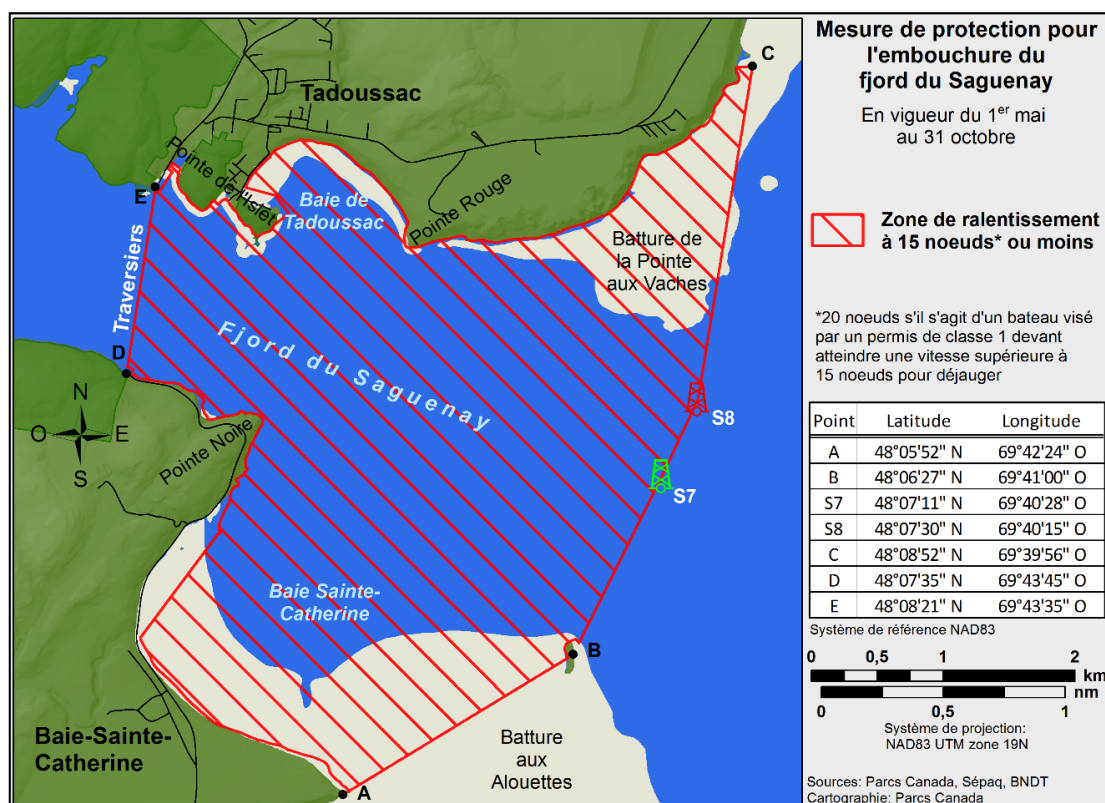 Mesure de protection pour
l'embouchure du
fjord du Saguenay
En vigueur du 1er mai
au 31 octobre
Zone de ralentissement
à 15 noeuds* ou moins
*20 noeuds s'il s'agit d'un bateau visé
par un permis de classe 1 devant
atteindre une vitesse supérieure à
15 noeuds pour déjauger
Point Latitude Longitude
A 48°05'52" N 69°42'24" O
B 48°06'27" N 69°41'00" O
S7 48°07'11" N 69°40'28" O
S8 48°07'30" N 69°40'15" O
C 48°08'52" N 69°39'56" O
D 48°07'35" N 69°43'45" O
E 48°08'21" N 69°43'35" O
Système de référence NAD83
0 0,5 1 2
km
nm
0 0,5 1
Système de projection:
NAD83 UTM zone 19N
Sources: Parcs Canada, Sépaq, BNDT
Cartographie: Parcs Canada
C
Tadoussac
Pointe de l'Islet
E
Baie de
Tadoussac
Pointe Rouge
Batture de
la Pointe
aux Vaches
Traversiers
Fjord du Saguenay
D
N
O E
S
S8
Pointe Noire
S7
Baie Sainte-
Catherine
B
Baie-Sainte-
Catherine
Batture
aux
Alouettes
A